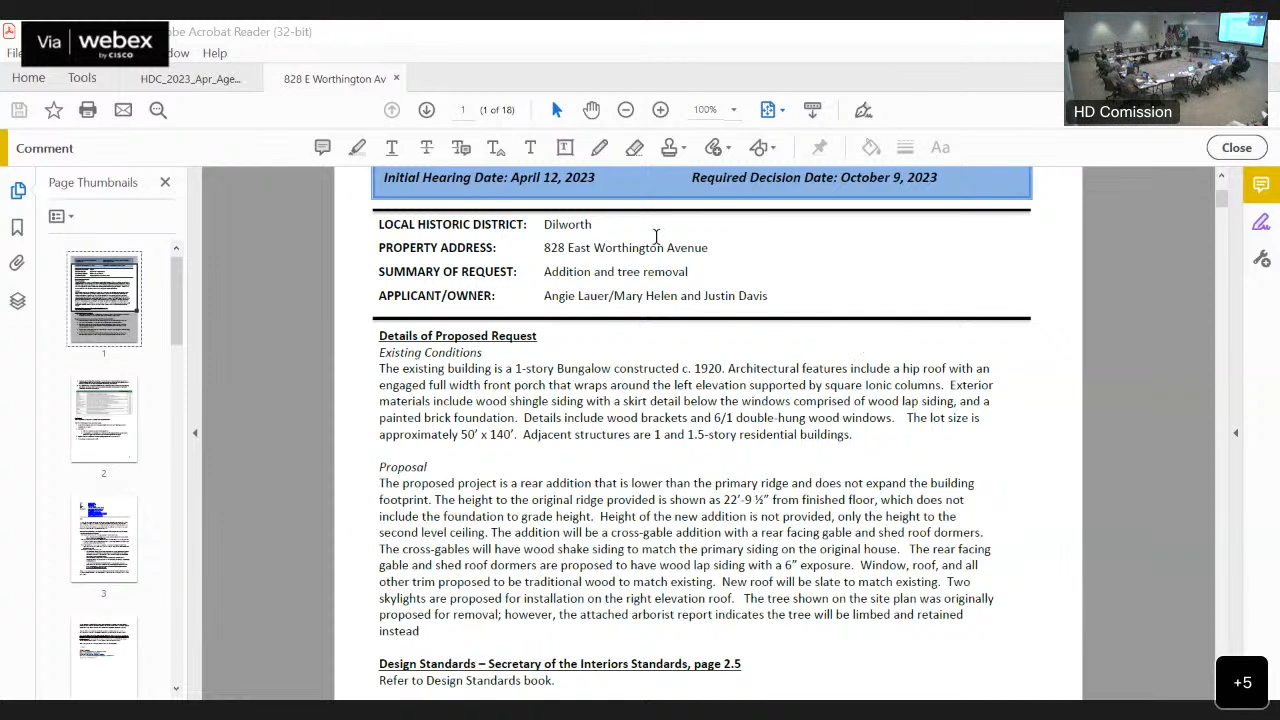 Via webex
by CISCO
obe Acrobat Reader (32-bit)
HD Comission
Fil
dow Help
Home Tools HDC_2023_Apr_Age... 828 E Worthington Av ×
1 (1 of 18) 100%
Comment
Close
Page Thumbnails
1
2
3
Initial Hearing Date: April 12, 2023 Required Decision Date: October 9, 2023
LOCAL HISTORIC DISTRICT: Dilworth
PROPERTY ADDRESS: 828 East Worthington Avenue
SUMMARY OF REQUEST: Addition and tree removal
APPLICANT/OWNER: Angie Lauer/Mary Helen and Justin Davis
Details of Proposed Request
Existing Conditions
The existing building is a 1-story Bungalow constructed c. 1920. Architectural features include a hip roof with an
engaged full width front porch that wraps around the left elevation supported by square Ionic columns. Exterior
materials include wood shingle siding with a skirt detail below the windows comprised of wood lap siding, and a
painted brick foundation. Details include wood brackets and 6/1 double-hung wood windows. The lot size is
approximately 50’ x 140’. Adjacent structures are 1 and 1.5-story residential buildings.
Proposal
The proposed project is a rear addition that is lower than the primary ridge and does not expand the building
footprint. The height to the original ridge provided is shown as 22’-9 ½” from finished floor, which does not
include the foundation to grade height. Height of the new addition is not provided, only the height to the
second level ceiling. The addition will be a cross-gable addition with a rear facing gable and shed roof dormers.
The cross-gable will have wood shake siding to match the primary siding on the original house. The rear facing
gable and shed roof dormers are proposed to have wood lap siding with a 6” exposure. Window, roof, and all
other trim proposed to be traditional wood to match existing. New roof will be slate to match existing. Two
skylights are proposed for installation on the right elevation roof. The tree shown on the site plan was originally
proposed for removal; however, the attached arborist report indicates the tree will be limbed and retained
instead
Design Standards – Secretary of the Interiors Standards, page 2.5
Refer to Design Standards book.
+5